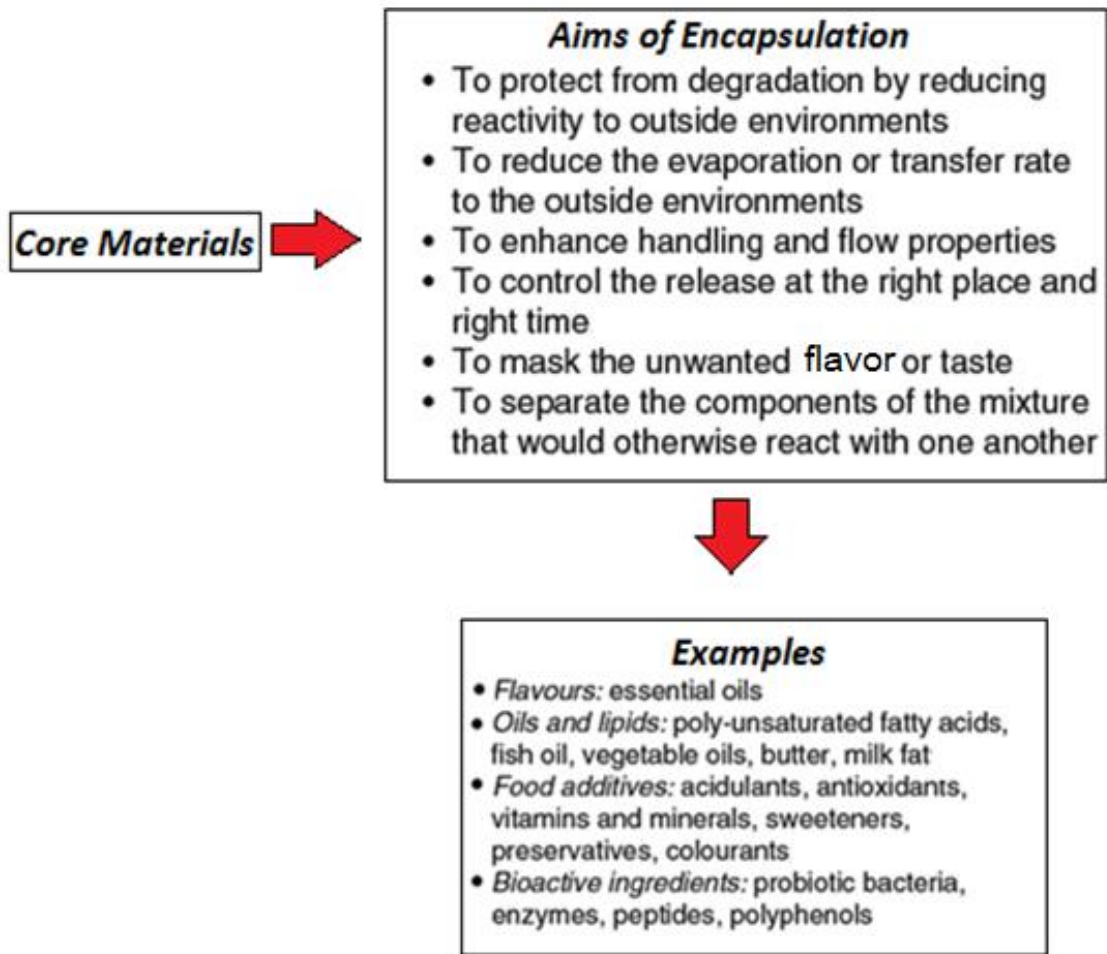 Core Materials
Aims of Encapsulation
• To protect from degradation by reducing
reactivity to outside environments
• To reduce the evaporation or transfer rate
to the outside environments
• To enhance handling and flow properties
• To control the release at the right place and
right time
• To mask the unwanted flavor or taste
• To separate the components of the mixture
that would otherwise react with one another
Examples
• Flavours: essential oils
• Oils and lipids: poly-unsaturated fatty acids,
fish oil, vegetable oils, butter, milk fat
• Food additives: acidulants, antioxidants,
vitamins and minerals, sweeteners,
preservatives, colourants
• Bioactive ingredients: probiotic bacteria,
enzymes, peptides, polyphenols